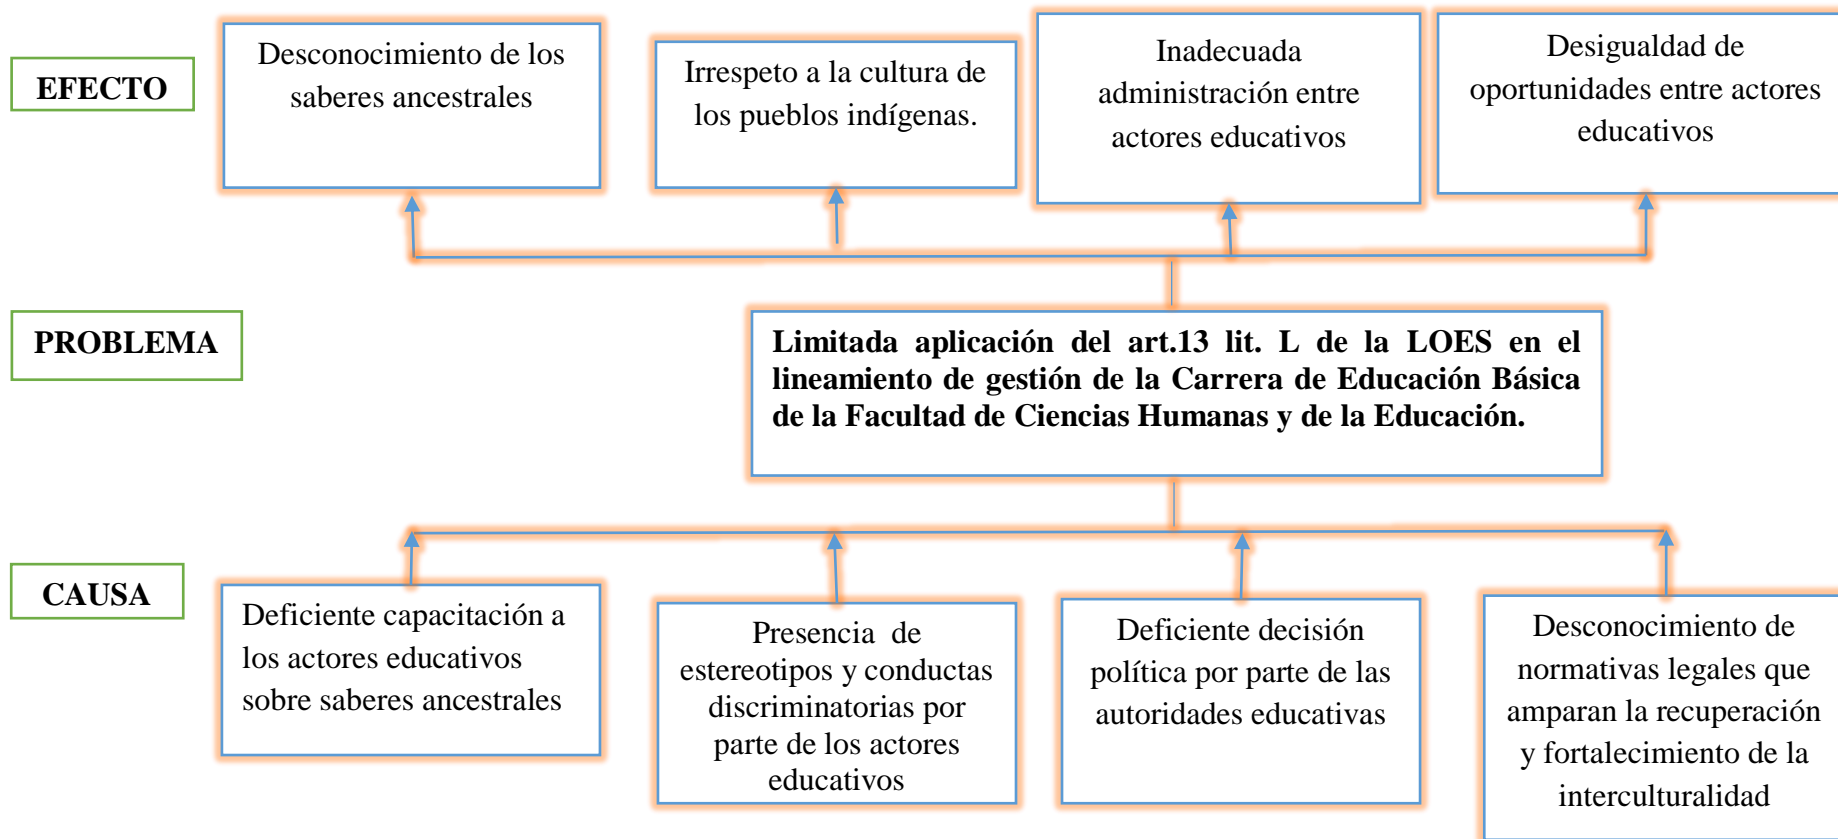 EFECTO
Desconocimiento de los
saberes ancestrales
Irrespeto a la cultura de
los pueblos indígenas.
Inadecuada
administración entre
actores educativos
Desigualdad de
oportunidades entre actores
educativos
PROBLEMA
Limitada aplicación del art.13 lit. L de la LOES en el
lineamiento de gestión de la Carrera de Educación Básica
de la Facultad de Ciencias Humanas y de la Educación.
CAUSA
Deficiente capacitación a
los actores educativos
sobre saberes ancestrales
Presencia de
estereotipos y conductas
discriminatorias por
parte de los actores
educativos
Deficiente decisión
política por parte de las
autoridades educativas
Desconocimiento de
normativas legales que
amparan la recuperación
y fortalecimiento de la
interculturalidad